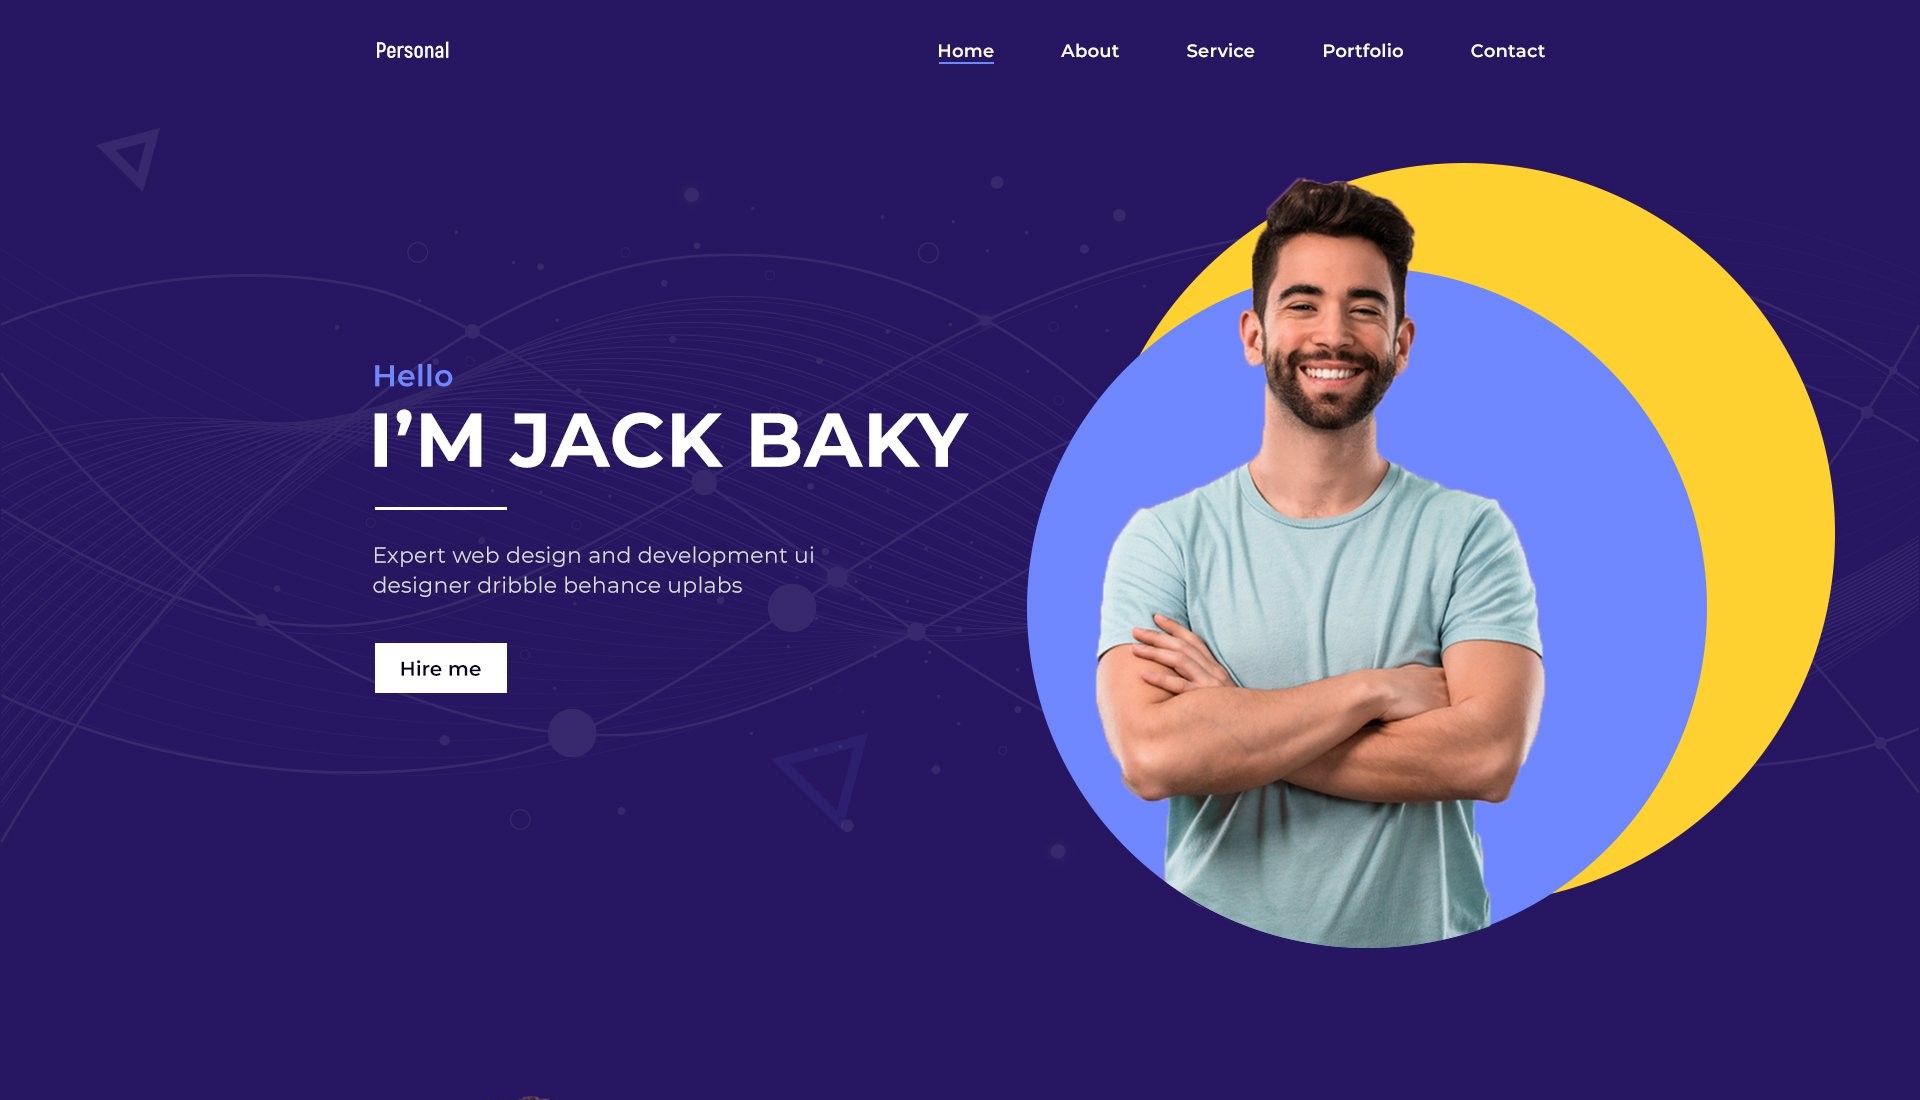 Personal
Home About Service Portfolio Contact
Hello
I’M JACK BAKY
Expert web design and development ui
designer dribble behance uplabs
Hire me